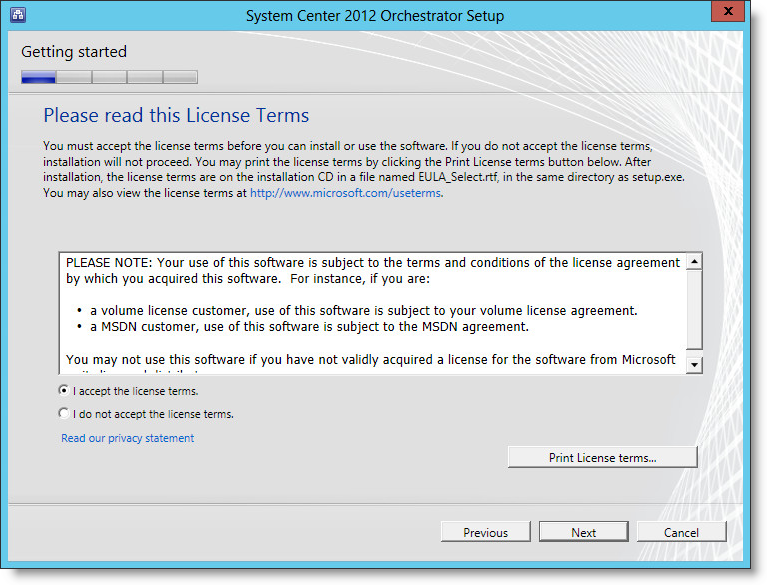 System Center 2012 Orchestrator Setup
x
Getting started
Please read this License Terms
You must accept the license terms before you can install or use the software. If you do not accept the license terms,
installation will not proceed. You may print the license terms by clicking the Print License terms button below. After
installation, the license terms are on the installation CD in a file named EULA_Select.rtf, in the same directory as setup.exe.
You may also view the license terms at http://www.microsoft.com/useterms.
PLEASE NOTE: Your use of this software is subject to the terms and conditions of the license agreement
by which you acquired this software.  For instance, if you are:
• a volume license customer, use of this software is subject to your volume license agreement.
• a MSDN customer, use of this software is subject to the MSDN agreement.
You may not use this software if you have not validly acquired a license for the software from Microsoft
I accept the license terms.
I do not accept the license terms.
Read our privacy statement
Print License terms...
Previous
Next
Cancel